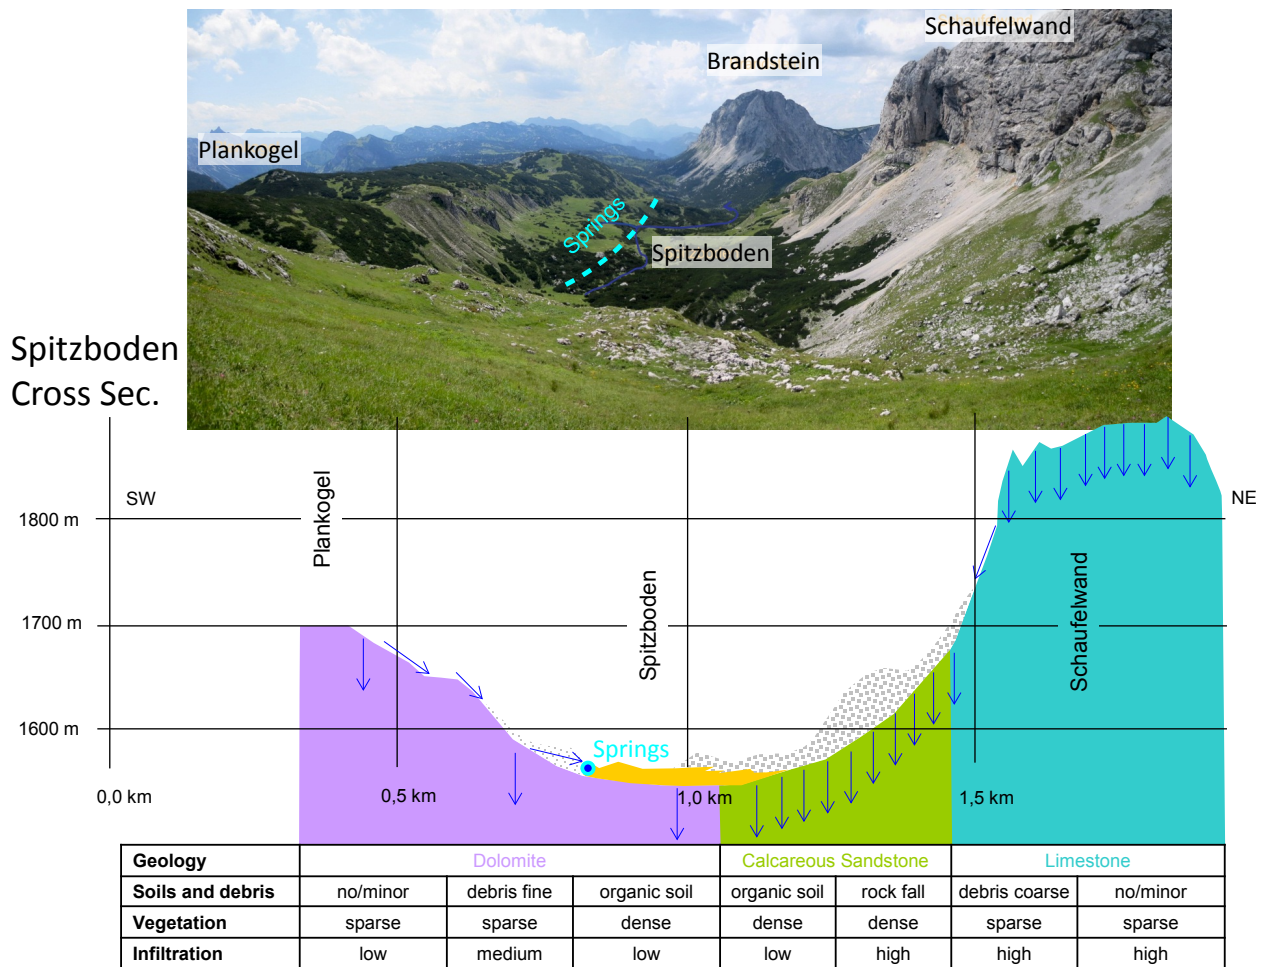 Schaufelwand
Brandstein
Plankogel
Springs
Spitzboden
Spitzboden
Cross Sec.
SW
NE
1800 m
1700 m
1600 m
Plankogel
Spitzboden
Schaufelwand
Springs
0,0 km
0,5 km
1,0 km
1,5 km
Geology Dolomite Calcareous Sandstone Limestone
Soils and debris no/minor debris fine organic soil organic soil rock fall debris coarse no/minor
Vegetation sparse sparse dense dense dense sparse sparse
Infiltration low medium low low high high high